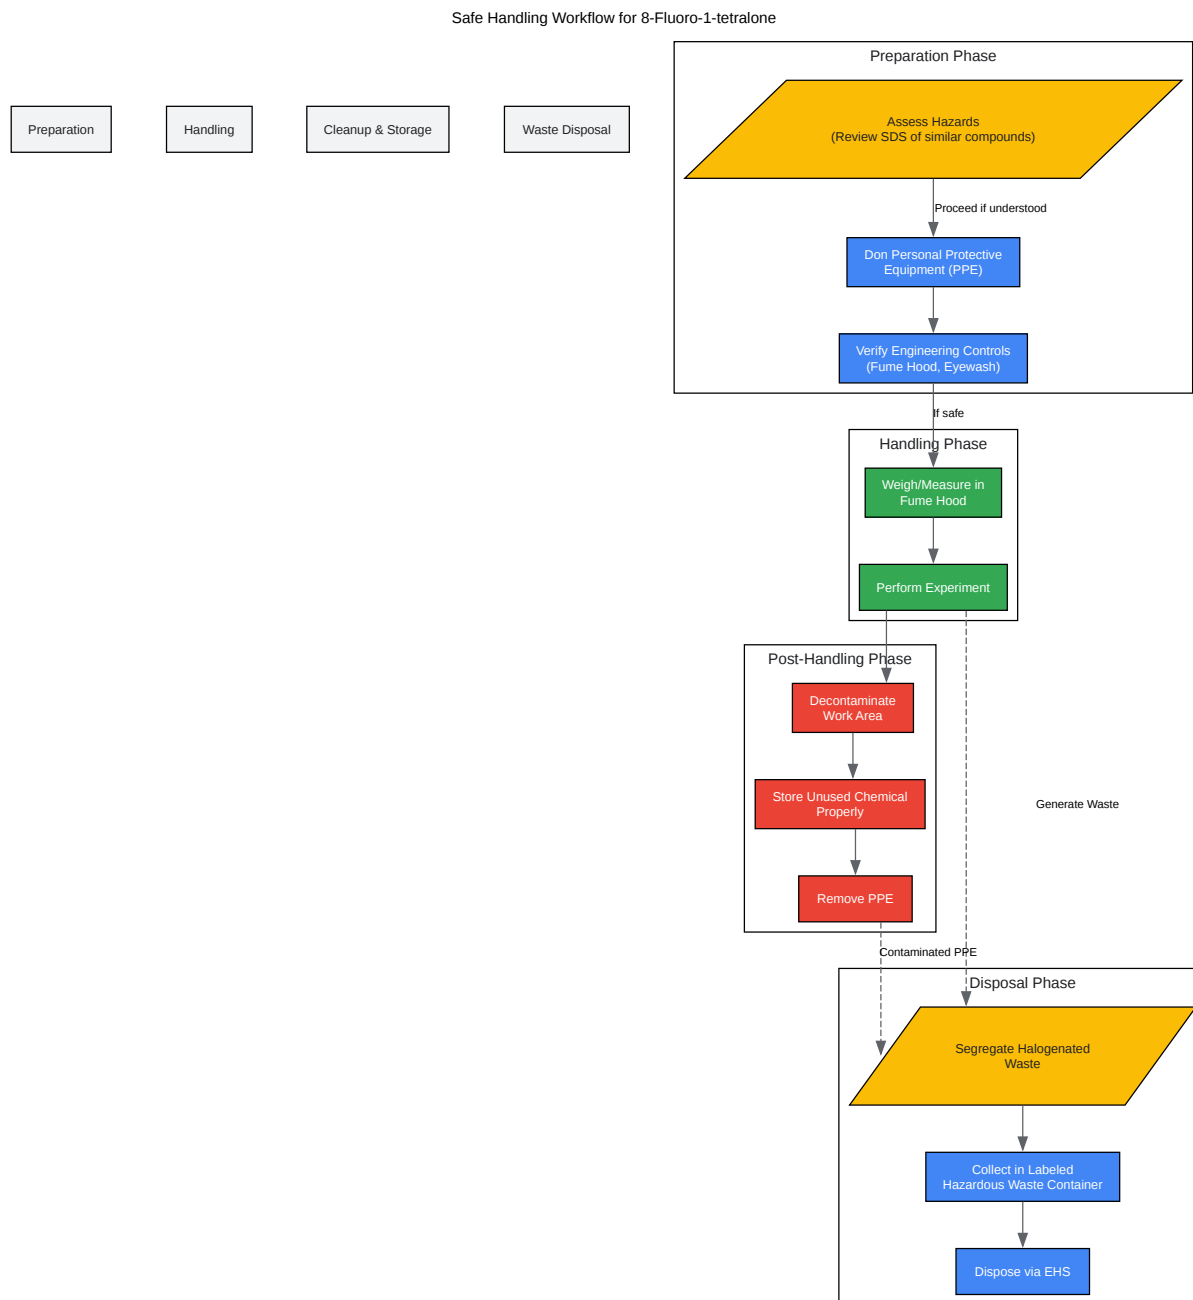 Safe Handling Workflow for 8-Fluoro-1-tetralone
Preparation
Handling
Cleanup & Storage
Waste Disposal
Preparation Phase
Assess Hazards
(Review SDS of similar compounds)
Proceed if understood
Don Personal Protective
Equipment (PPE)
Verify Engineering Controls
(Fume Hood, Eyewash)
If safe
Handling Phase
Weigh/Measure in
Fume Hood
Perform Experiment
Post-Handling Phase
Decontaminate
Work Area
Store Unused Chemical
Properly
Generate Waste
Remove PPE
Contaminated PPE
Disposal Phase
Segregate Halogenated
Waste
Collect in Labeled
Hazardous Waste Container
Dispose via EHS